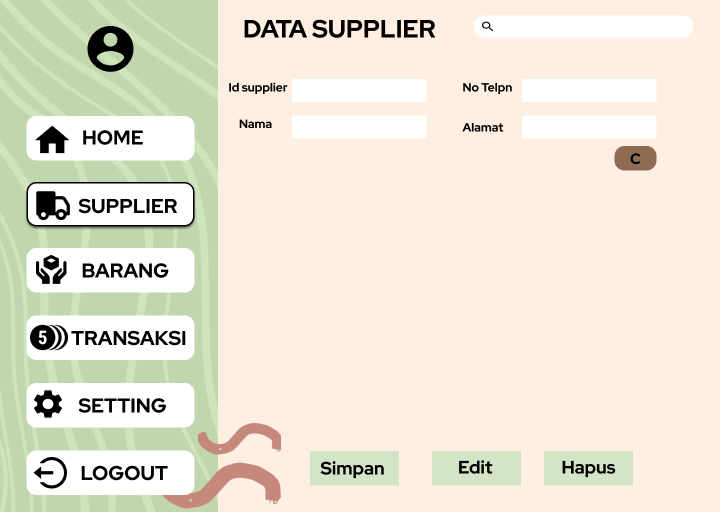 DATA SUPPLIER
HOME
SUPPLIER
BARANG
5 TRANSAKSI
SETTING
LOGOUT
Id supplier
No Telpn
Nama
Alamat
C
Simpan
Edit
Hapus